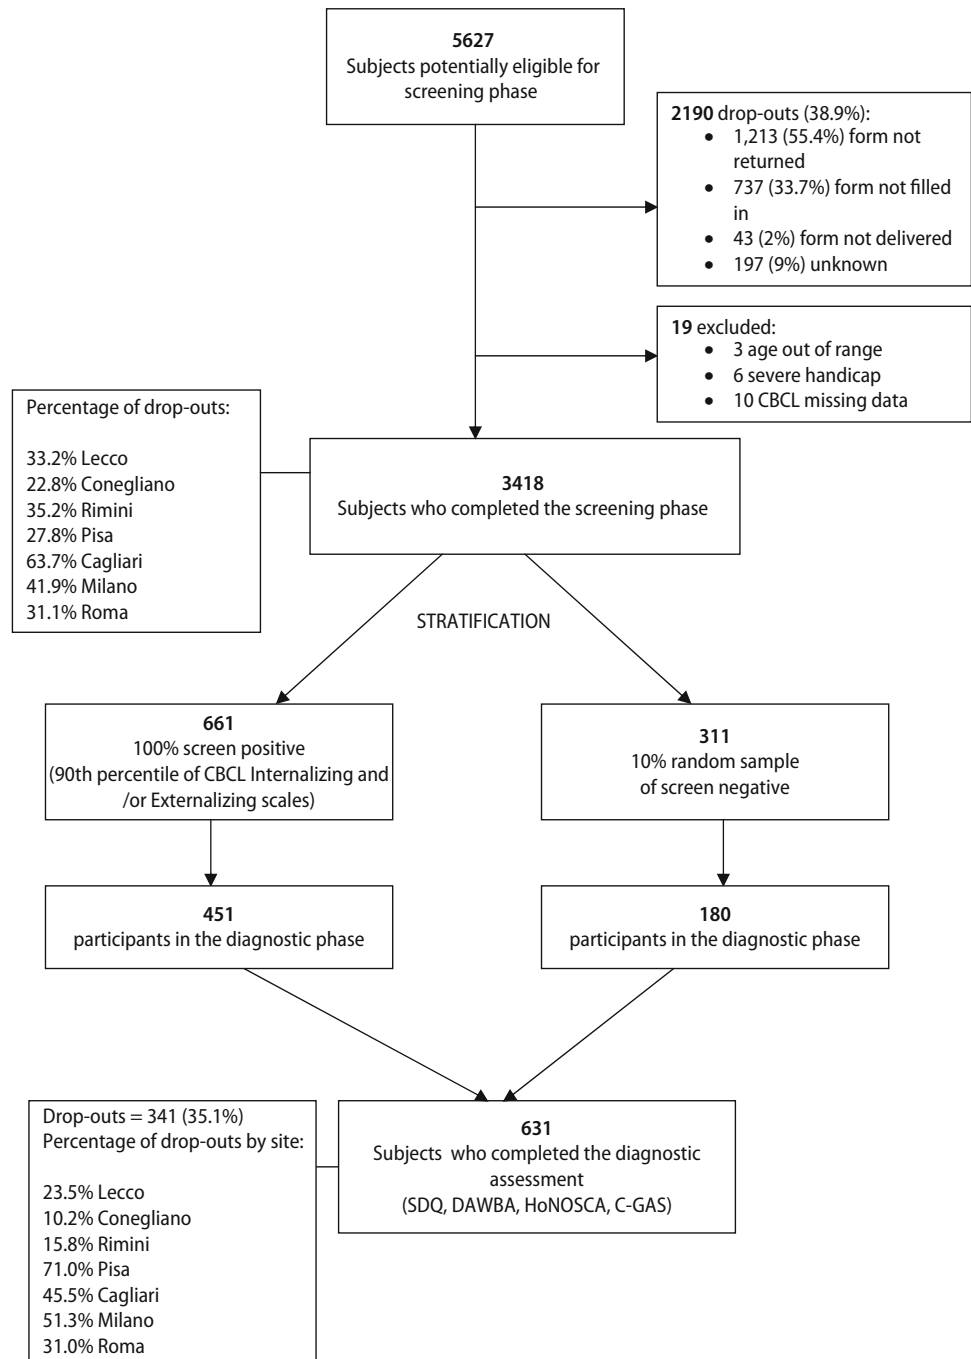 5627
Subjects potentially eligible for
screening phase
2190 drop-outs (38.9%):
• 1,213 (55.4%) form not
returned
• 737 (33.7%) form not filled
in
• 43 (2%) form not delivered
• 197 (9%) unknown
19 excluded:
• 3 age out of range
• 6 severe handicap
• 10 CBCL missing data
Percentage of drop-outs:
33.2% Lecco
22.8% Conegliano
35.2% Rimini
27.8% Pisa
63.7% Cagliari
41.9% Milano
31.1% Roma
3418
Subjects who completed the screening phase
STRATIFICATION
661
100% screen positive
(90th percentile of CBCL Internalizing and
/or Externalizing scales)
311
10% random sample
of screen negative
451
participants in the diagnostic phase
180
participants in the diagnostic phase
Drop-outs = 341 (35.1%)
Percentage of drop-outs by site:
23.5% Lecco
10.2% Conegliano
15.8% Rimini
71.0% Pisa
45.5% Cagliari
51.3% Milano
31.0% Roma
631
Subjects who completed the diagnostic
assessment
(SDQ, DAWBA, HoNOSCA, C-GAS)